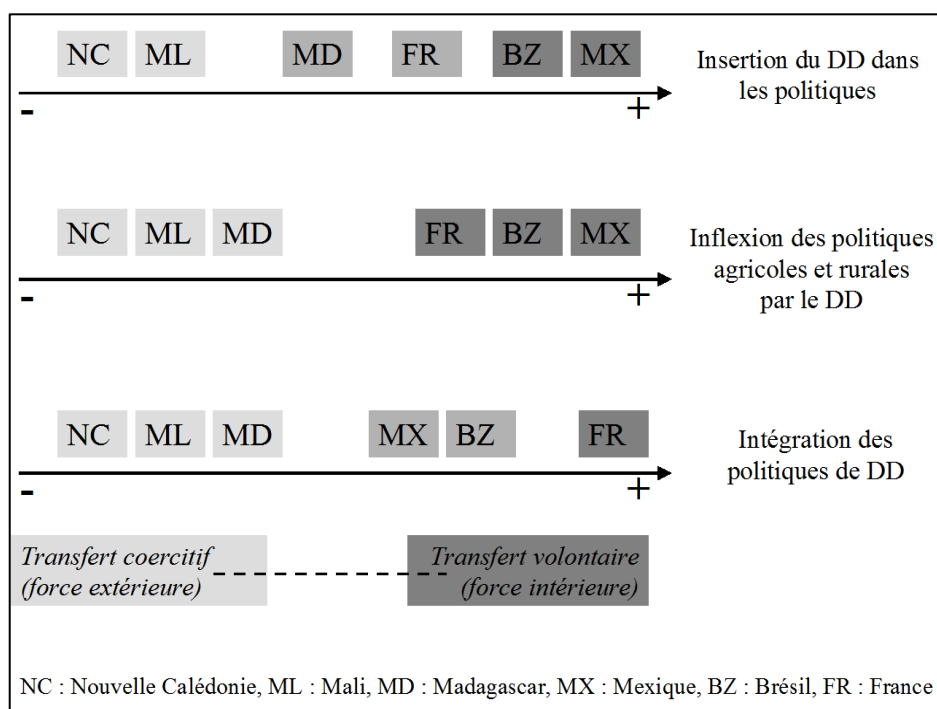 NC ML MD FR BZ MX
Insertion du DD dans
les politiques
- +
NC ML MD FR BZ MX
Inflexion des politiques
agricoles et rurales
par le DD
- +
NC ML MD MX BZ FR
Intégration des
politiques de DD
- +
Transfert coercitif
(force extérieure)
Transfert volontaire
(force intérieure)
NC : Nouvelle Calédonie, ML : Mali, MD : Madagascar, MX : Mexique, BZ : Brésil, FR : France